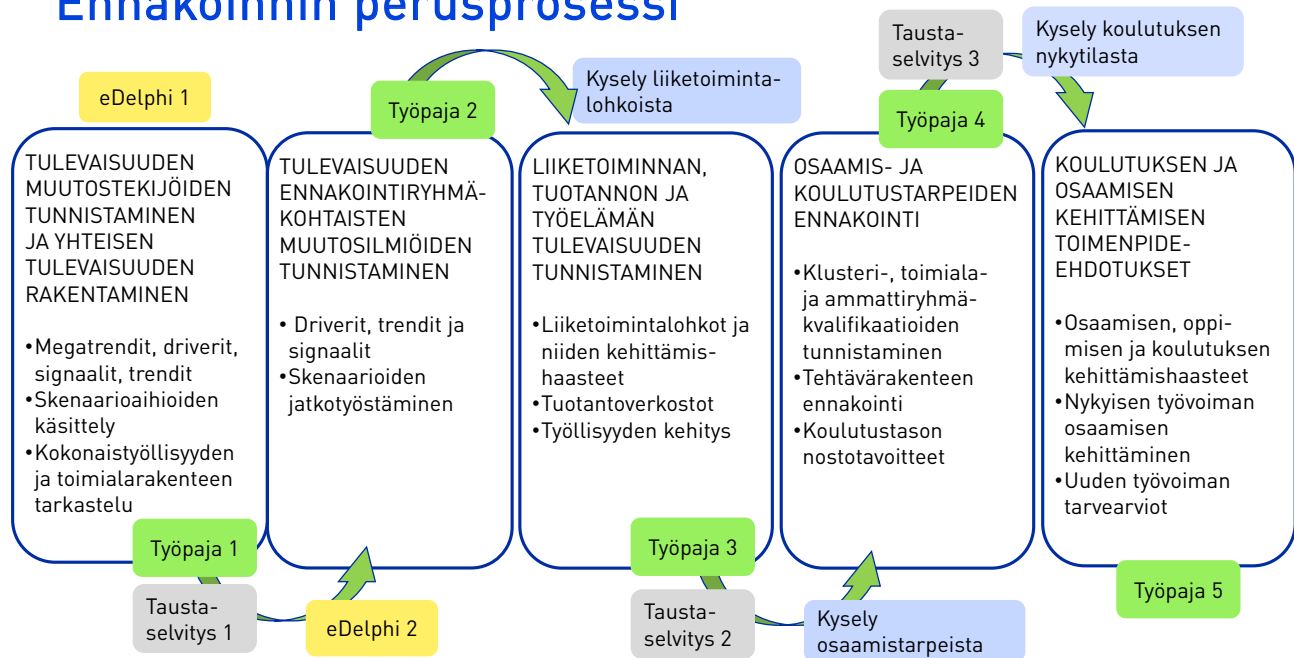 Ennakoinnin perusprosessi
eDelphi 1
TULEVAISUUDEN
MUUTOSTEKIJÖIDEN
TUNNISTAMINEN
JA YHTEISEN
TULEVAISUUDEN
RAKENTAMINEN
•Megatrendit, driverit,
signaalit, trendit
•Skenaarioaihioiden
käsittely
•Kokonaistyöllisyyden
ja toimialarakenteen
tarkastelu
Työpaja 1
Tausta-
selvitys 1
eDelphi 2
Työpaja 2
TULEVAISUUDEN
ENNAKOINTIRYHMÄ-
KOHTAISTEN
MUUTOSILMIÖIDEN
TUNNISTAMINEN
• Driverit, trendit ja
signaalit
•Skenaarioiden
jatkotyöstäminen
Kysely liiketoiminta-
lohkoista
LIIKETOIMINNAN,
TUOTANNON JA
TYÖELÄMÄN
TULEVAISUUDEN
TUNNISTAMINEN
•Liiketoimintalohkot ja
niiden kehittämis-
haasteet
•Tuotantoverkostot
•Työllisyyden kehitys
Työpaja 3
Tausta-
selvitys 2
Kysely
osaamistarpeista
Tausta-
selvitys 3
Työpaja 4
OSAAMIS- JA
KOULUTUSTARPEIDEN
ENNAKOINTI
•Klusteri-, toimiala-
ja ammattiryhmä-
kvalifikaatioiden
tunnistaminen
•Tehtävärakenteen
ennakointi
•Koulutustason
nostotavoitteet
Kysely koulutuksen
nykytilasta
KOULUTUKSEN JA
OSAAMISEN
KEHITTÄMISEN
TOIMENPIDE-
EHDOTUKSET
•Osaamisen, oppi-
misen ja koulutuksen
kehittämishaasteet
•Nykyisen työvoiman
osaamisen
kehittäminen
•Uuden työvoiman
tarvearviot
Työpaja 5